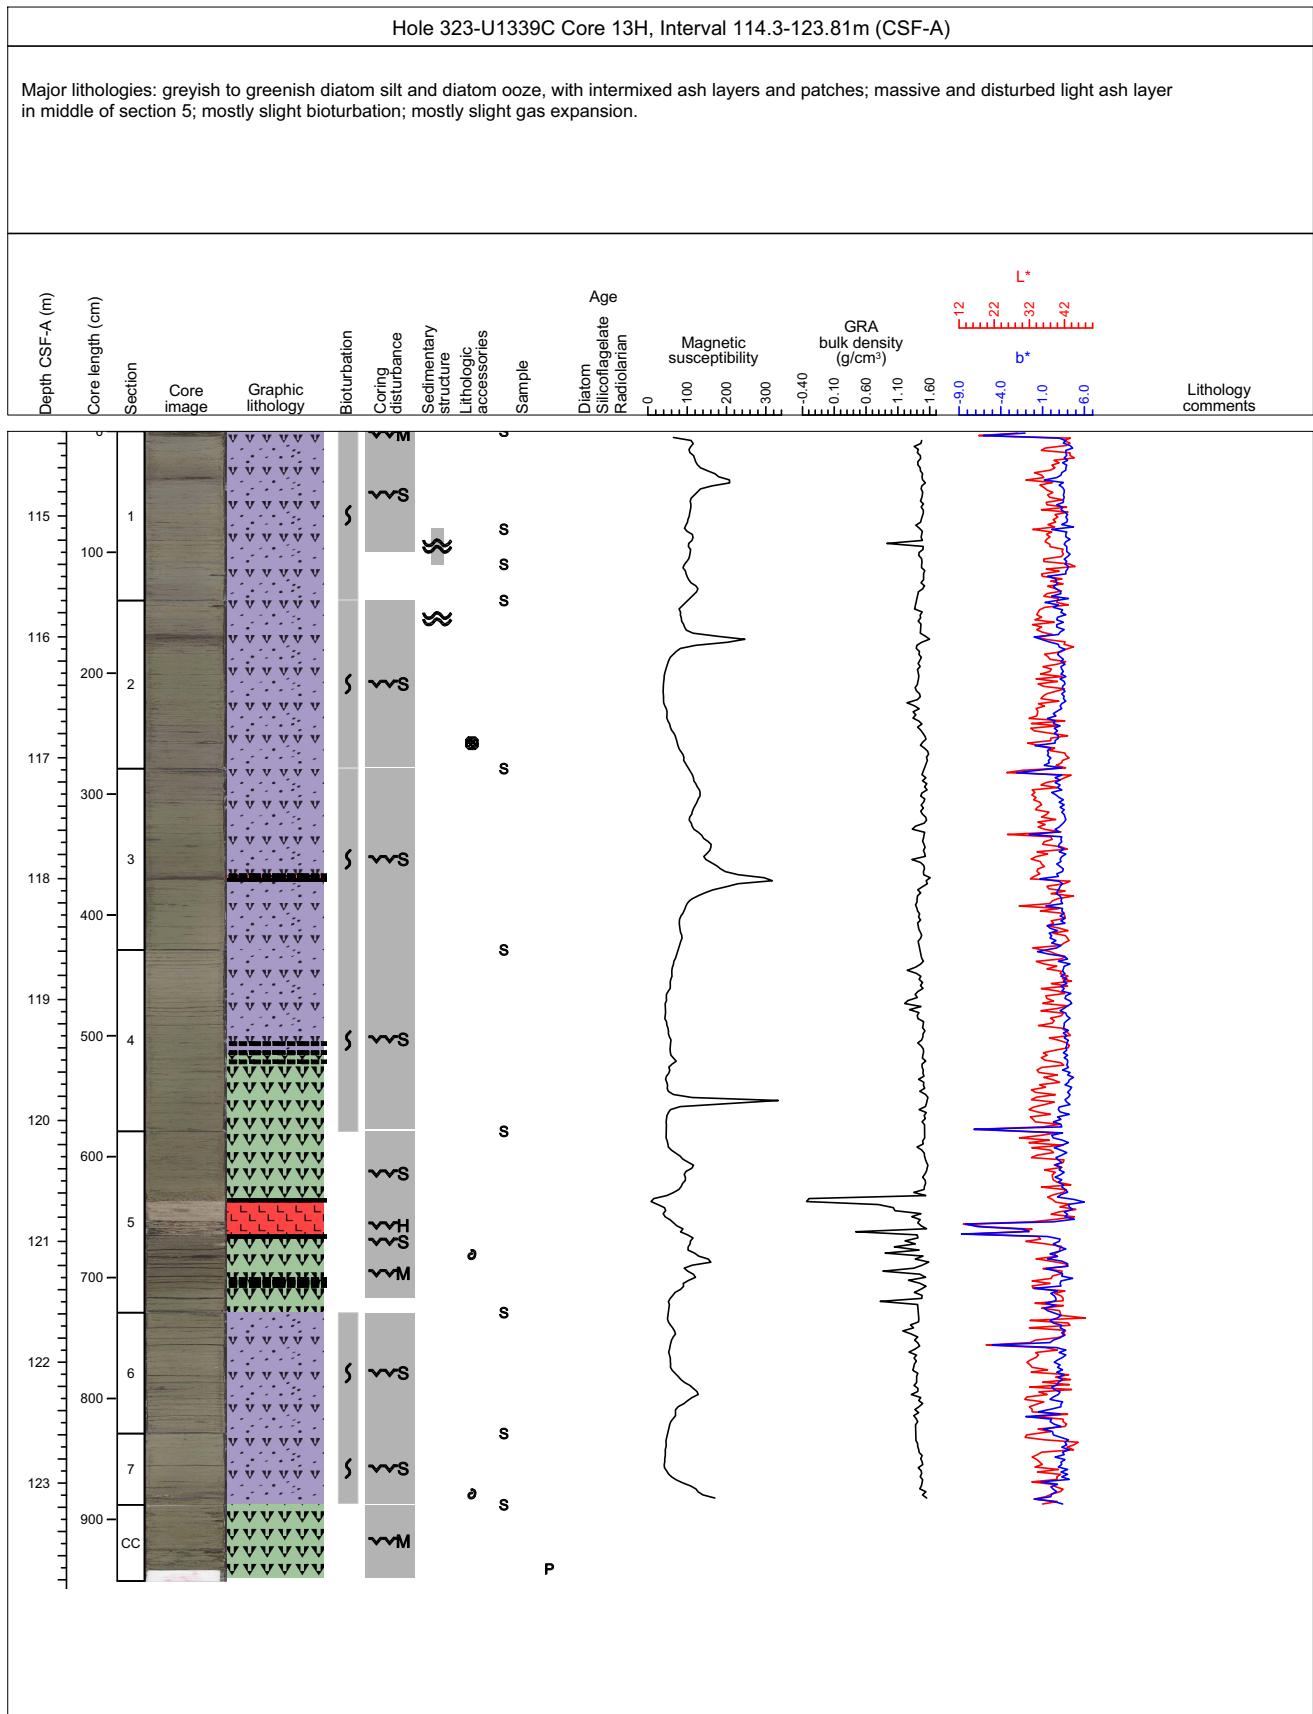 Hole 323-U1339C Core 13H, Interval 114.3-123.81m (CSF-A)
Major lithologies: greyish to greenish diatom silt and diatom ooze, with intermixed ash layers and patches; massive and disturbed light ash layer
in middle of section 5; mostly slight bioturbation; mostly slight gas expansion.
Depth CSF-A (m)
Core length (cm)
Section
Core
image
Graphic
lithology
Bioturbation
Coring
disturbance
Sedimentary
structure
Lithologic
accessories
Sample
Age
Diatom
Silicoflagelate
Radiolarian
Magnetic
susceptibility
0 100 200 300
GRA
bulk density
(g/cm³)
-0.40 0.10 0.60 1.10 1.60
L*
12 22 32 42
b*
-9.0 -4.0 1.0 6.0
Lithology
comments
0 M S
S
115 1 S
100
S
S
116
200 2 S
117
S
300
3 S
118
400
S
119
500 4 S
120 S
600
S
5 H
121 S
700 M
S
122
6 S
800
S
7 S
123
S
900
CC M
P